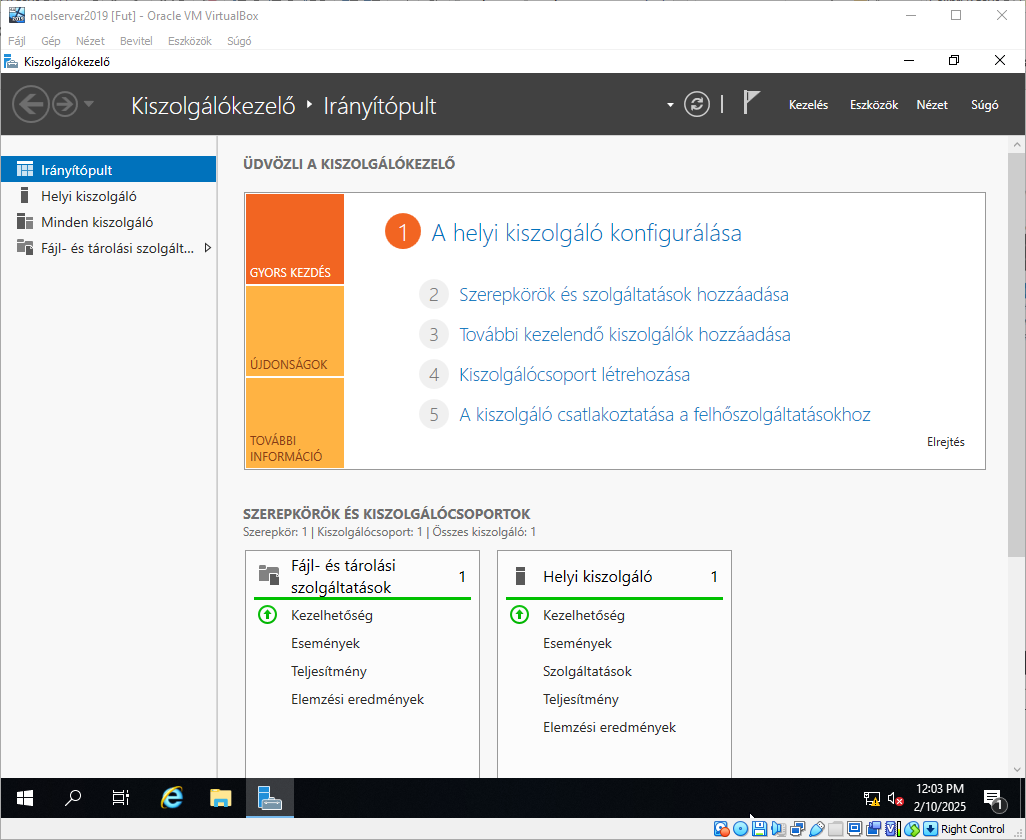 noelserver2019 [Fut] - Oracle VM VirtualBox
Fájl Gép Nézet Bevitel Eszközök Súgó
Kiszolgálókezelő
Kiszolgálókezelő ‣ Irányítópult
Kezelés Eszközök Nézet Súgó
Irányítópult
Helyi kiszolgáló
Minden kiszolgáló
Fájl- és tárolási szolgált...
ÜDVÖZLI A KISZOLGÁLÓKEZELŐ
GYORS KEZDÉS
ÚJDONSÁGOK
TOVÁBBI
INFORMÁCIÓ
1 A helyi kiszolgáló konfigurálása
2 Szerepkörök és szolgáltatások hozzáadása
3 További kezelendő kiszolgálók hozzáadása
4 Kiszolgálócsoport létrehozása
5 A kiszolgáló csatlakoztatása a felhőszolgáltatásokhoz
Elrejtés
SZEREPKÖRÖK ÉS KISZOLGÁLÓCSOPORTOK
Szerepkör: 1 | Kiszolgálócsoport: 1 | Összes kiszolgáló: 1
Fájl- és tárolási
szolgáltatások 1
Kezelhetőség
Események
Teljesítmény
Elemzési eredmények
Helyi kiszolgáló 1
Kezelhetőség
Események
Szolgáltatások
Teljesítmény
Elemzési eredmények
12:03 PM
2/10/2025
1
Right Control